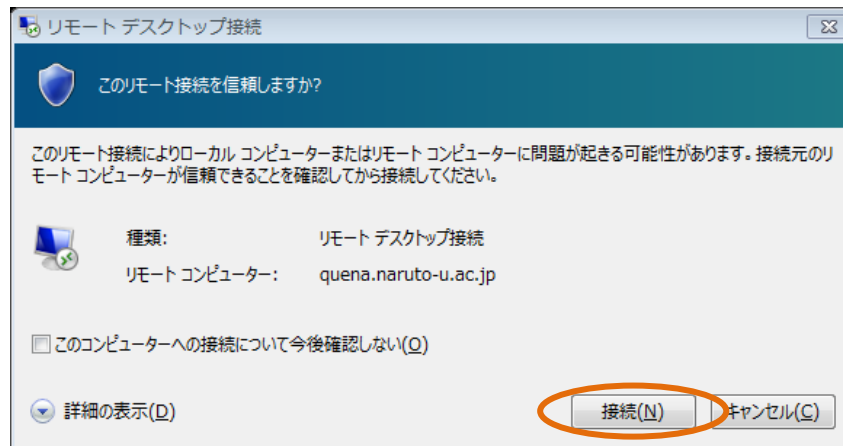 リモート デスクトップ接続
このリモート接続を信頼しますか?
このリモート接続によりローカル コンピューターまたはリモート コンピューターに問題が起きる可能性があります。接続元のリ
モート コンピューターが信頼できることを確認してから接続してください。
種類: リモート デスクトップ接続
リモート コンピューター: quena.naruto-u.ac.jp
このコンピューターへの接続について今後確認しない(O)
詳細の表示(D) 接続(N) キャンセル(C)